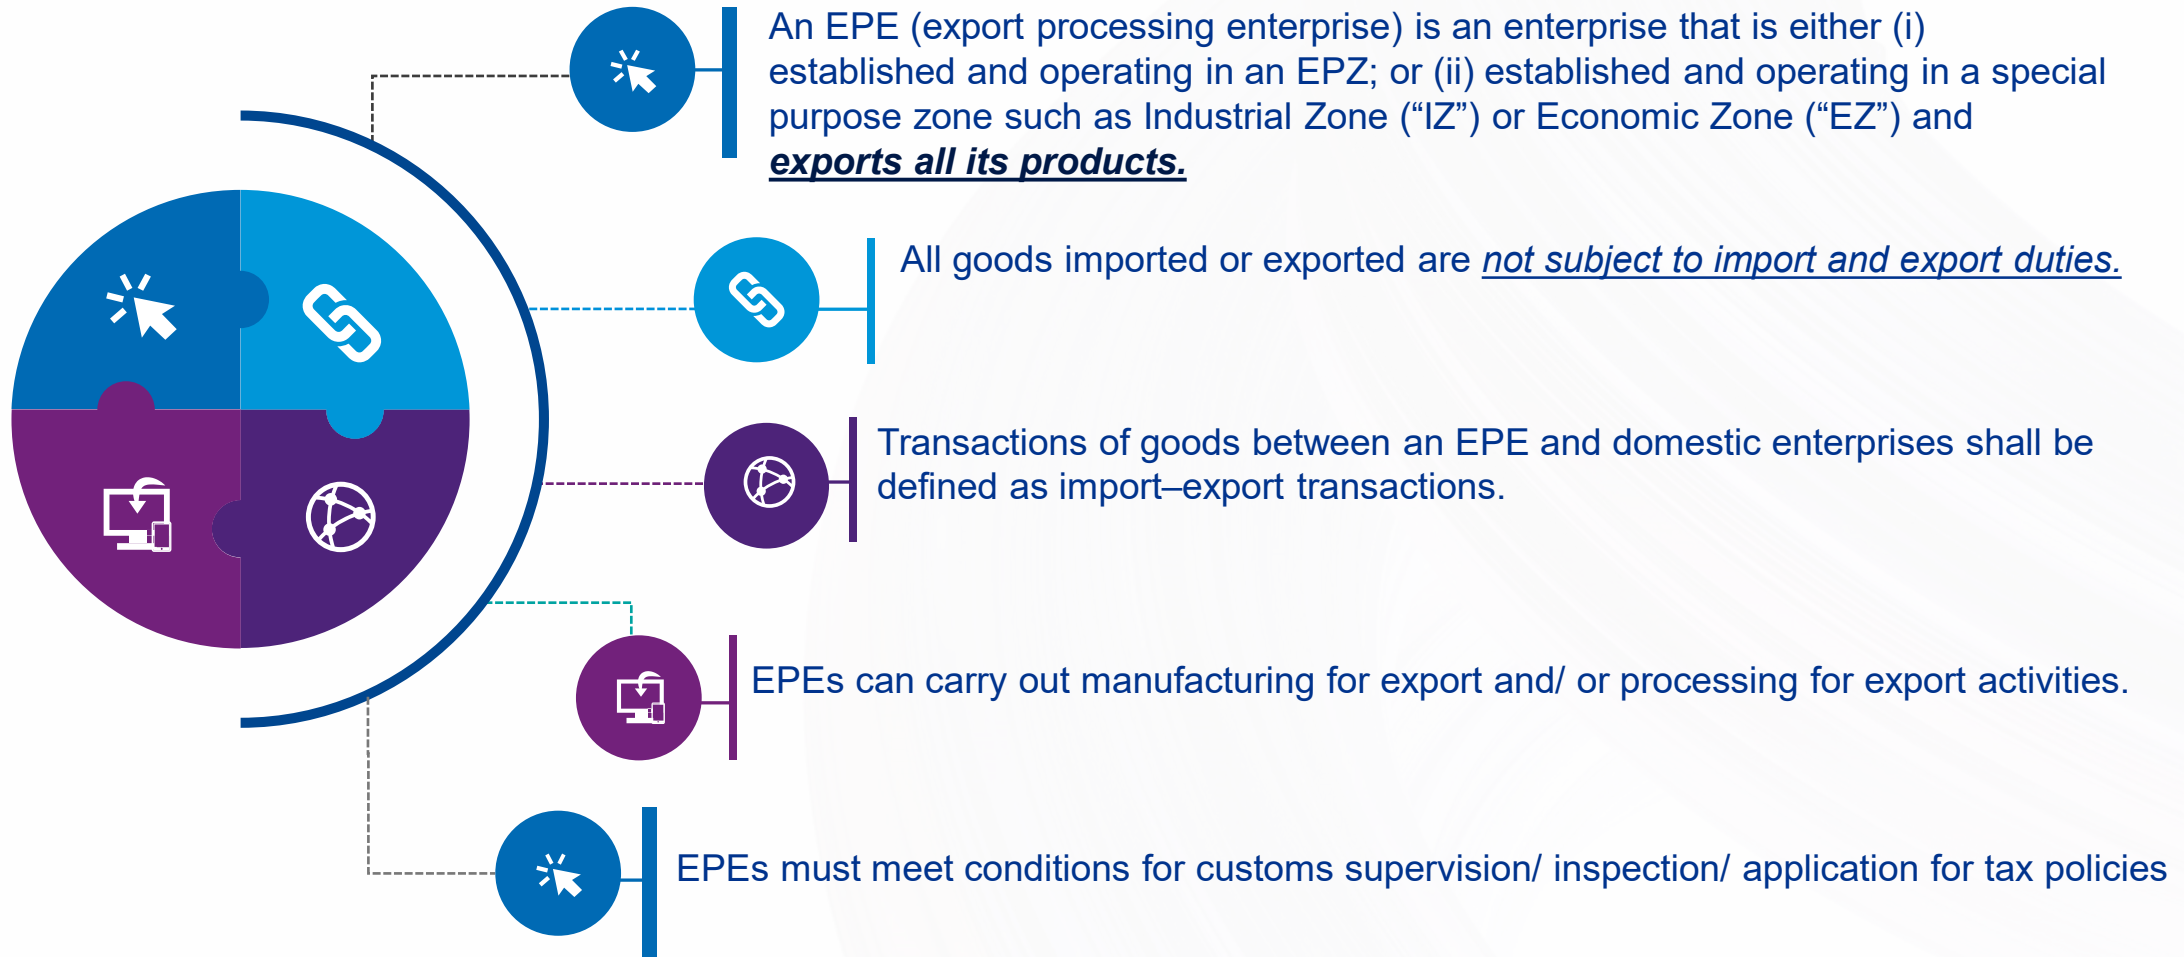 An EPE (export processing enterprise) is an enterprise that is either (i)
established and operating in an EPZ; or (ii) established and operating in a special
purpose zone such as Industrial Zone (“IZ”) or Economic Zone (“EZ”) and
exports all its products.
All goods imported or exported are not subject to import and export duties.
Transactions of goods between an EPE and domestic enterprises shall be
defined as import–export transactions.
EPEs can carry out manufacturing for export and/ or processing for export activities.
EPEs must meet conditions for customs supervision/ inspection/ application for tax policies